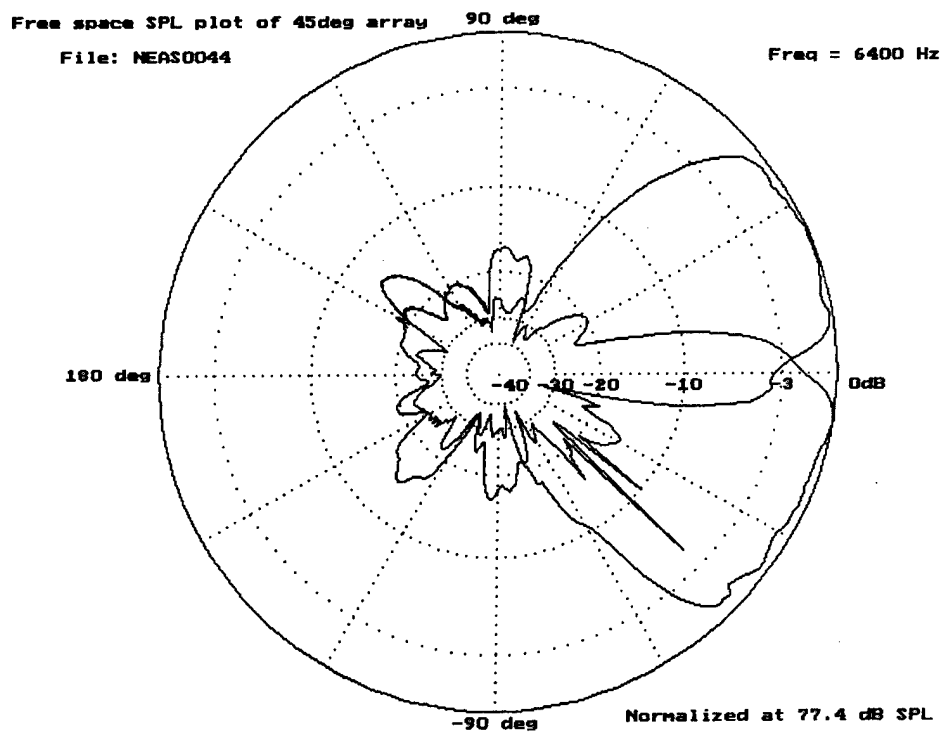 Free space SPL plot of 45deg array
90 deg
File: NEAS0044
Freq = 6400 Hz
180 deg
-40 -30 -20 -10 -3 0dB
-90 deg
Normalized at 77.4 dB SPL